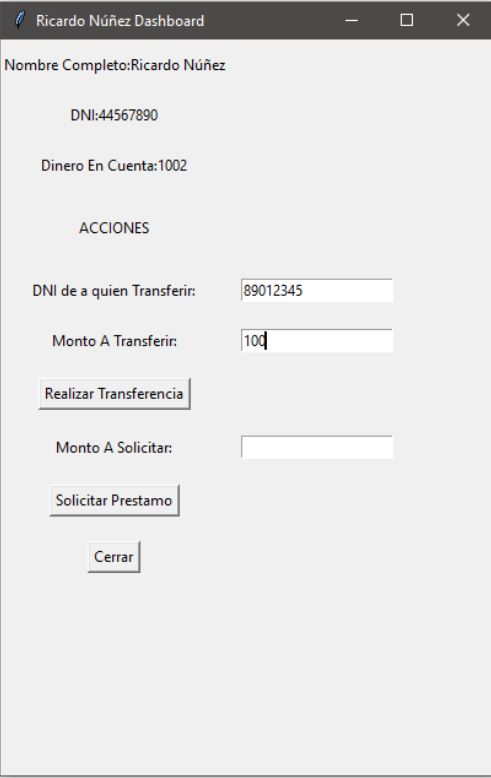 Ricardo Núñez Dashboard
Nombre Completo:Ricardo Núñez
DNI:44567890
Dinero En Cuenta:1002
ACCIONES
DNI de a quien Transferir: 89012345
Monto A Transferir: 100
Realizar Transferencia
Monto A Solicitar:
Solicitar Prestamo
Cerrar